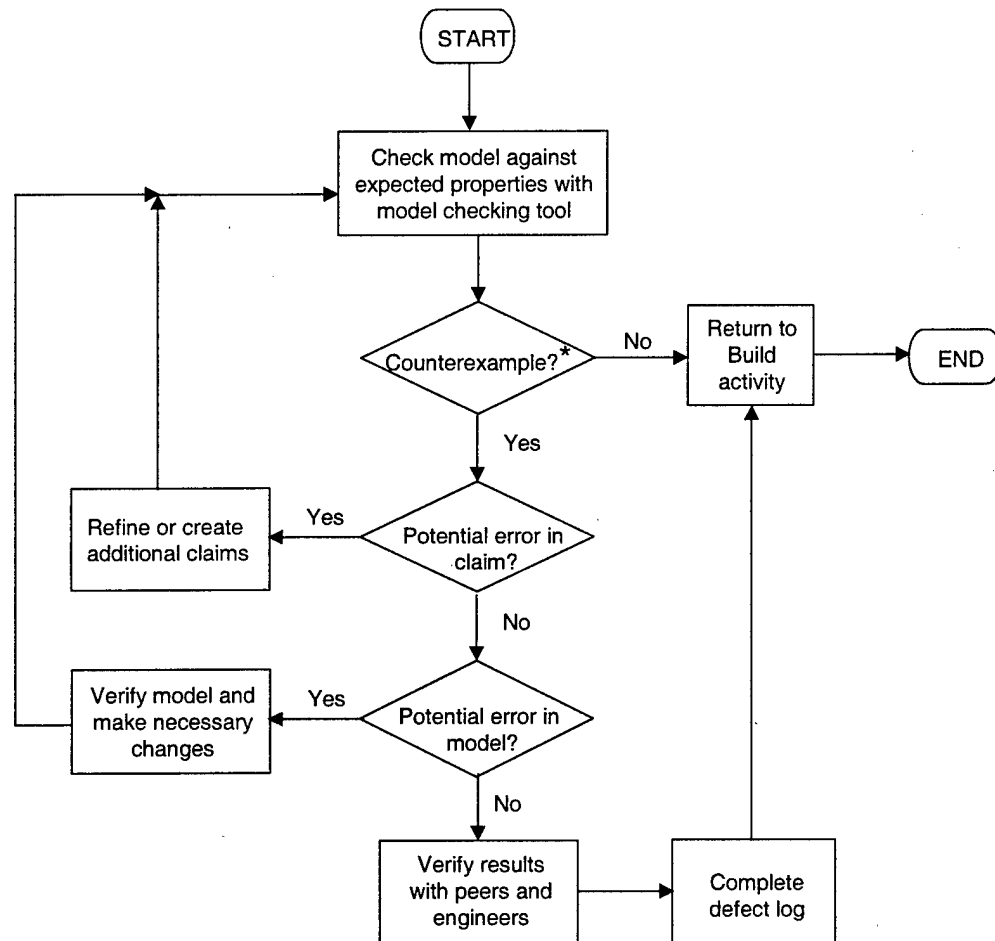 START
Check model against
expected properties with
model checking tool
Counterexample?*
No
Return to
Build
activity
END
Yes
Refine or create
additional claims
Yes
Potential error in
claim?
No
Verify model and
make necessary
changes
Yes
Potential error in
model?
No
Verify results
with peers and
engineers
Complete
defect log